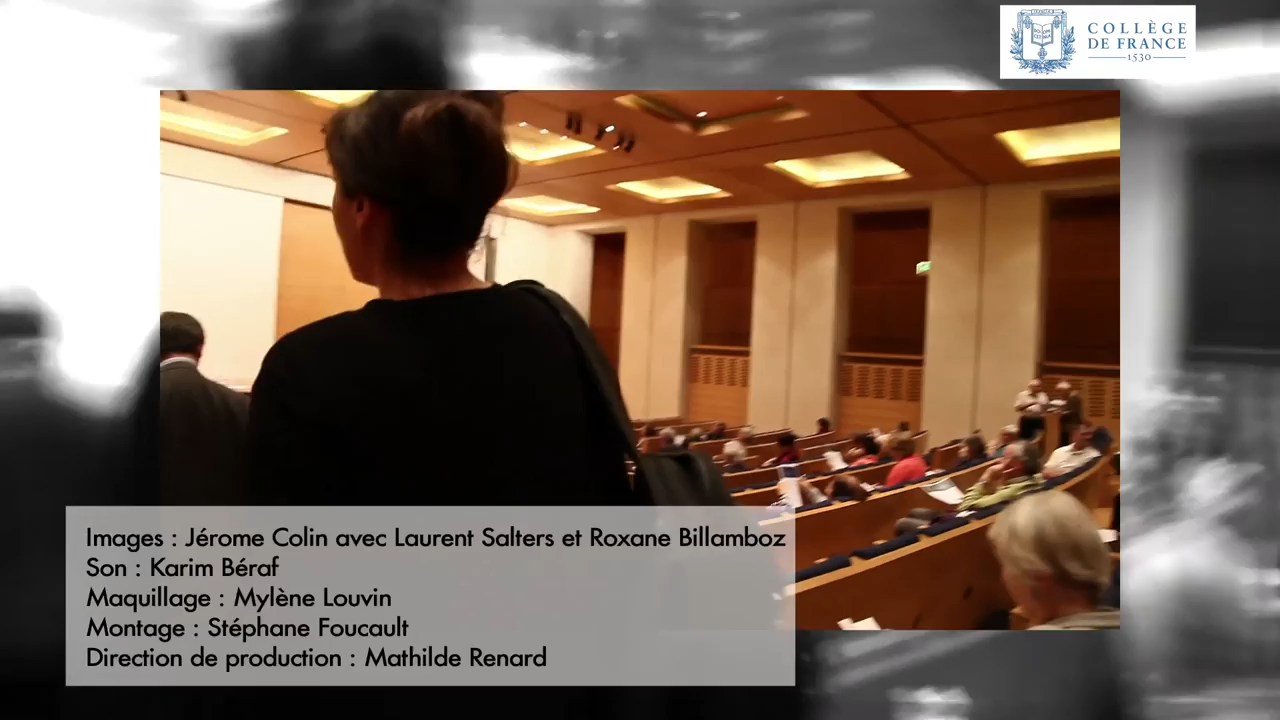 COLLÈGE
DE FRANCE
1530
Images : Jérome Colin avec Laurent Salters et Roxane Billamboz
Son : Karim Béraf
Maquillage : Mylène Louvin
Montage : Stéphane Foucault
Direction de production : Mathilde Renard